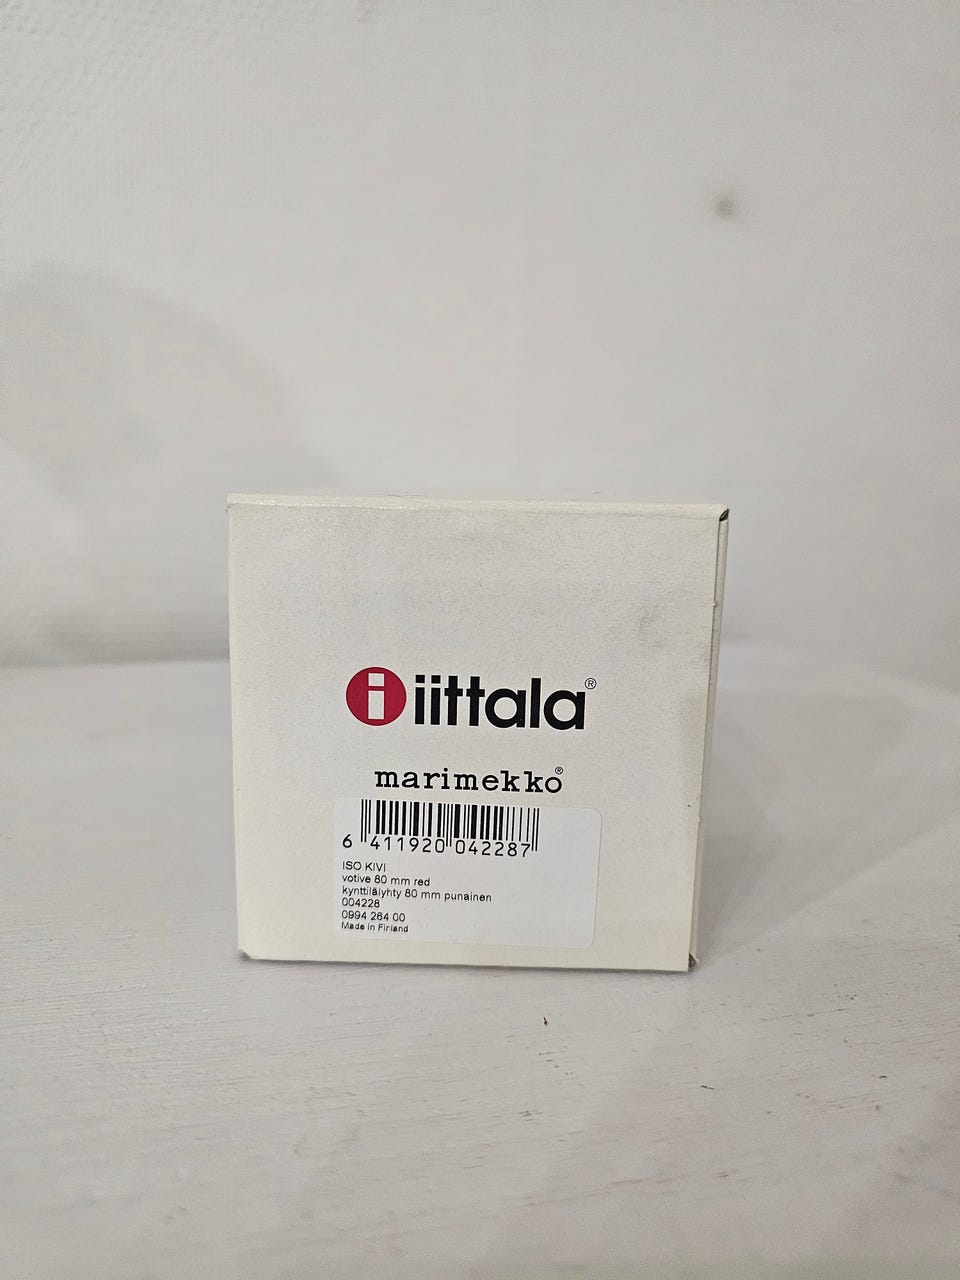 i iittala®
marimekko®
6 411920 042287
ISO KIVI
votive 80 mm red
kynttilälyhty 80 mm punainen
004228
0994 264 00
Made in Finland